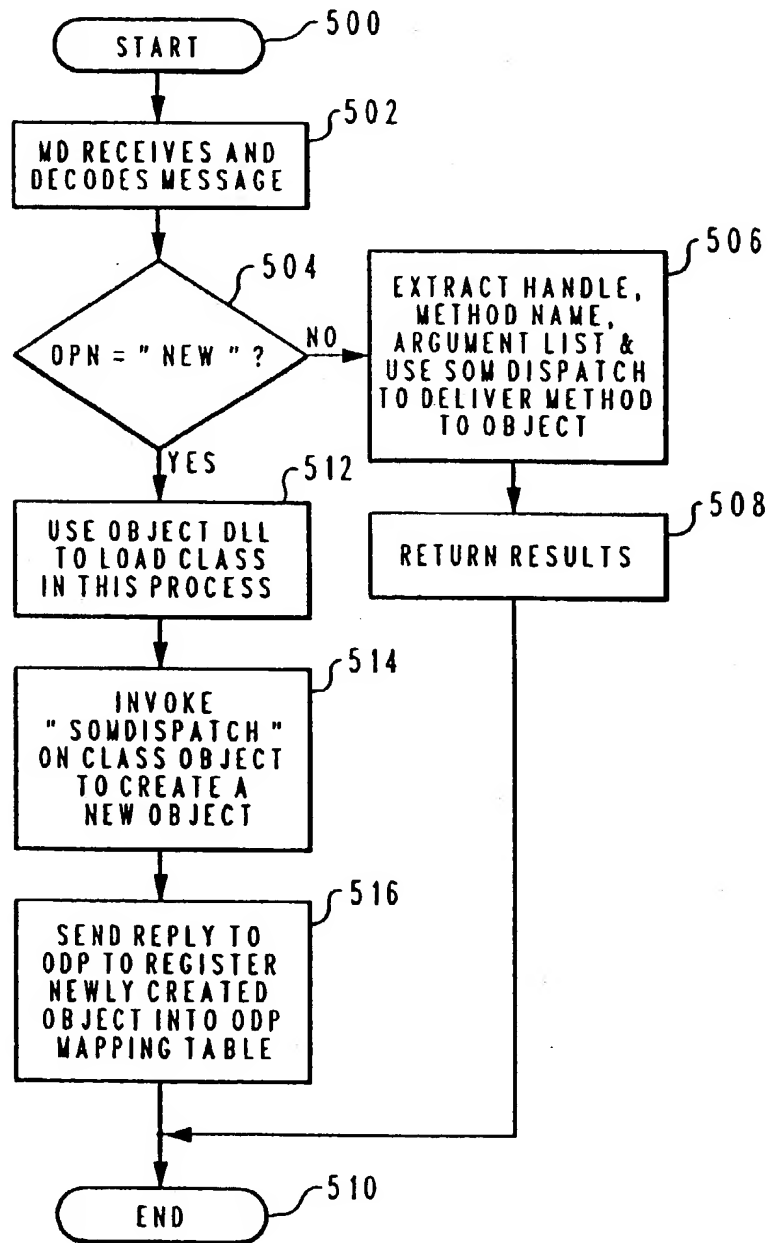 500
START
502
MD RECEIVES AND
DECODES MESSAGE
504
OPN = " NEW " ?
NO
506
EXTRACT HANDLE,
METHOD NAME,
ARGUMENT LIST &
USE SOM DISPATCH
TO DELIVER METHOD
TO OBJECT
YES
512
USE OBJECT DLL
TO LOAD CLASS
IN THIS PROCESS
508
RETURN RESULTS
514
INVOKE
" SOMDISPATCH "
ON CLASS OBJECT
TO CREATE A
NEW OBJECT
516
SEND REPLY TO
ODP TO REGISTER
NEWLY CREATED
OBJECT INTO ODP
MAPPING TABLE
510
END